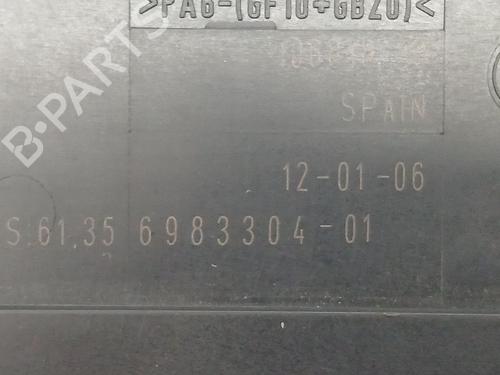 >PA6-(GF10+GB20)<
SPAIN
12-01-06
S.61.35 6983304-01
B-PARTS